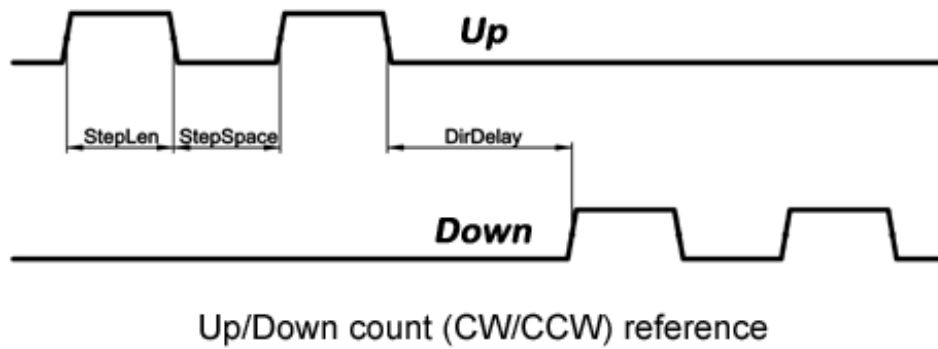 Up
StepLen StepSpace DirDelay
Down
Up/Down count (CW/CCW) reference